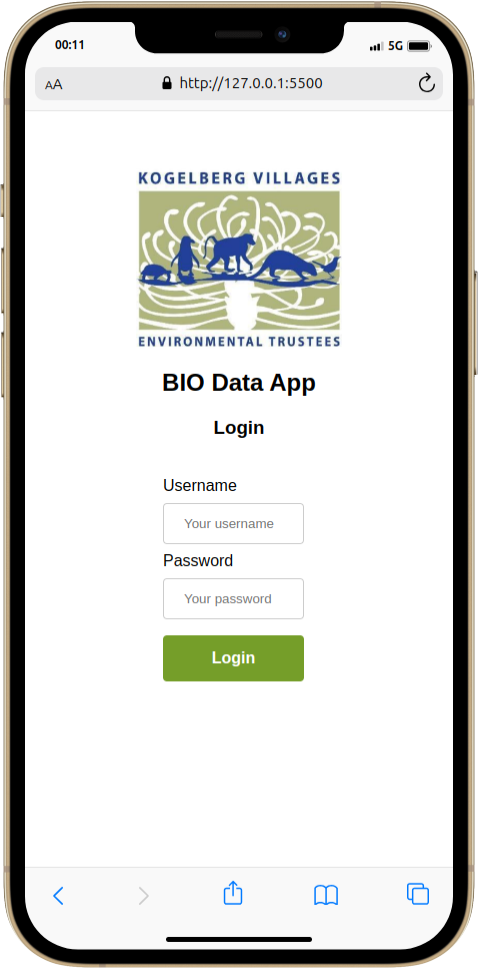 00:11
5G
AA
http://127.0.0.1:5500
KOGELBERG VILLAGES
ENVIRONMENTAL TRUSTEES
BIO Data App
Login
Username
Your username
Password
Your password
Login